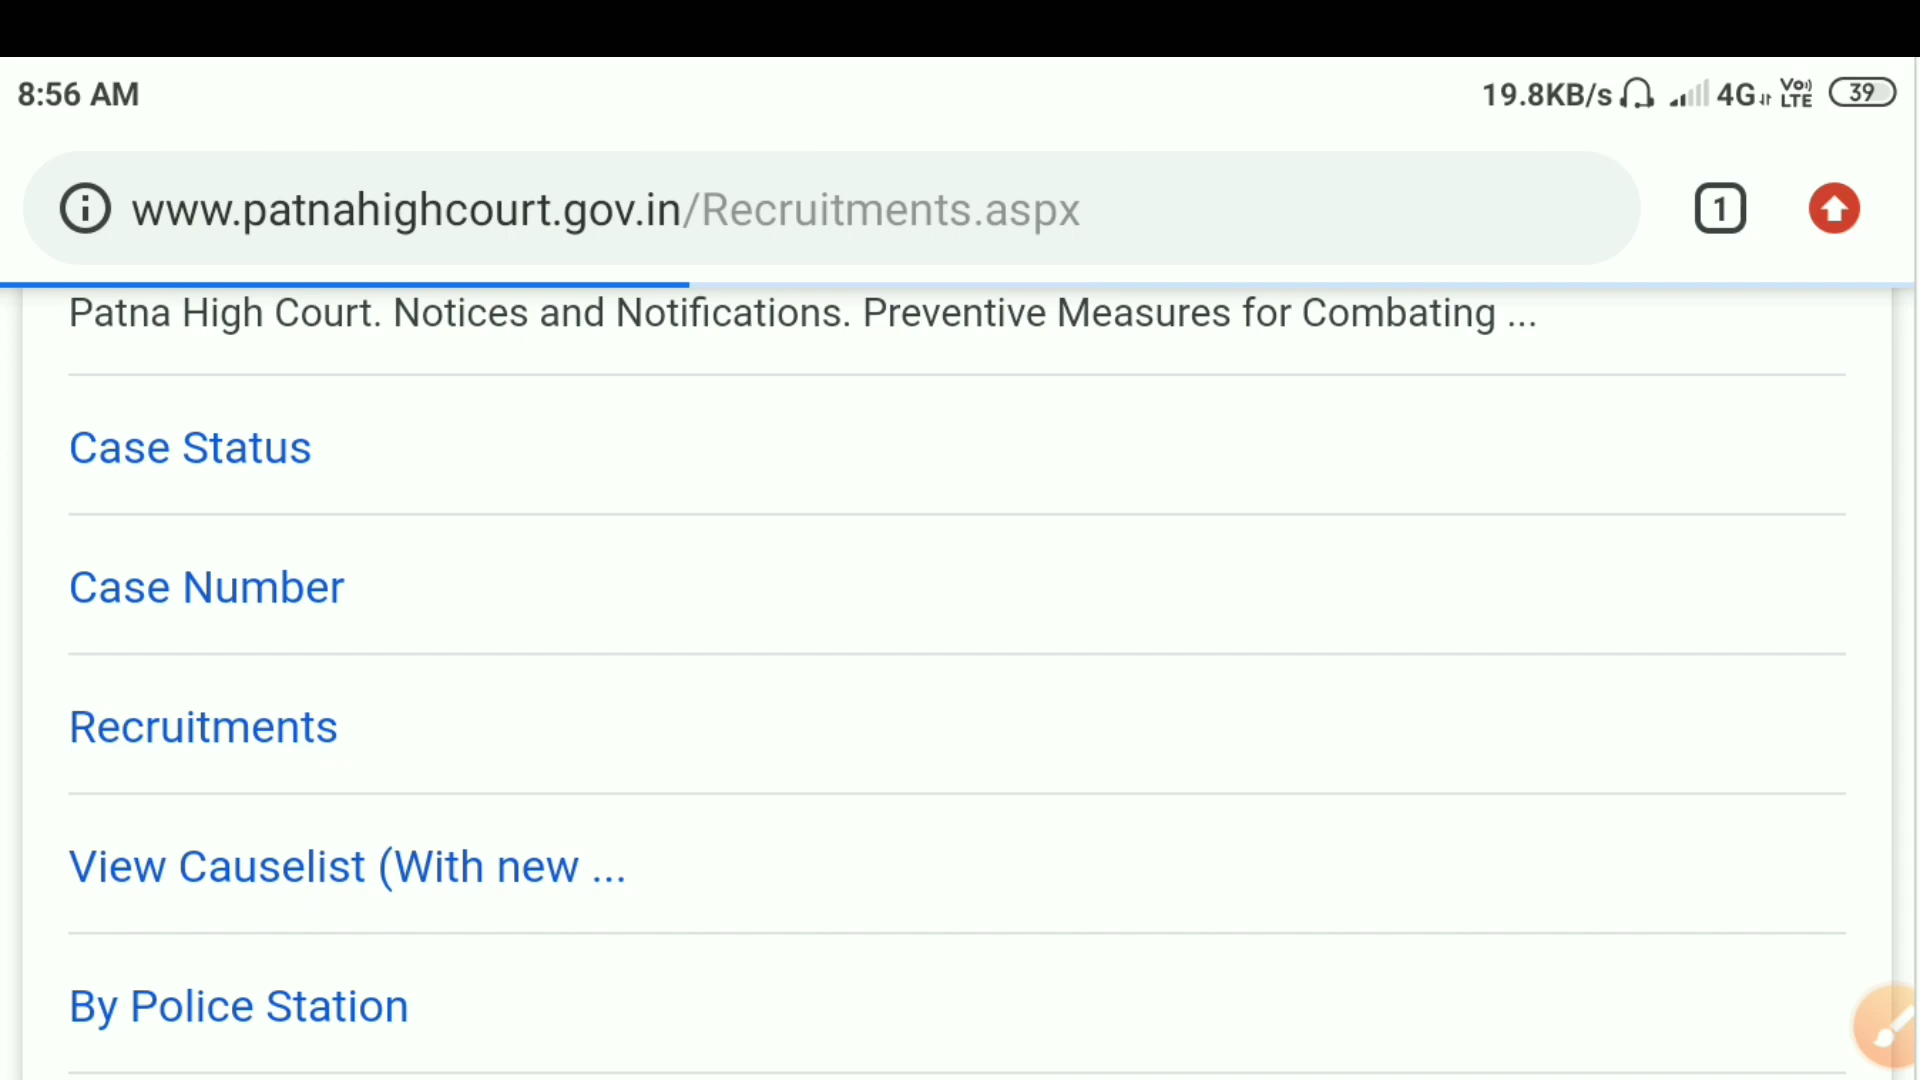 8:56 AM
19.8KB/s 4G Vo) LTE 39
www.patnahighcourt.gov.in/Recruitments.aspx
1
Patna High Court. Notices and Notifications. Preventive Measures for Combating ...
Case Status
Case Number
Recruitments
View Causelist (With new ...
By Police Station